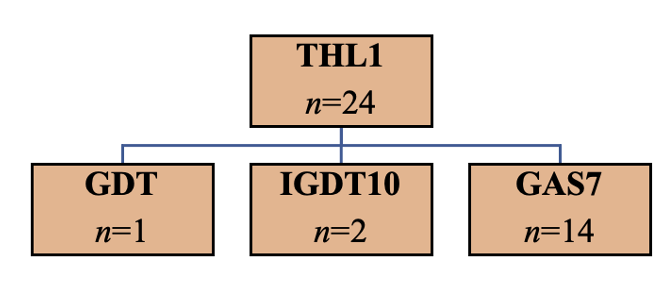 THL1
n=24
GDT
n=1
IGDT10
n=2
GAS7
n=14